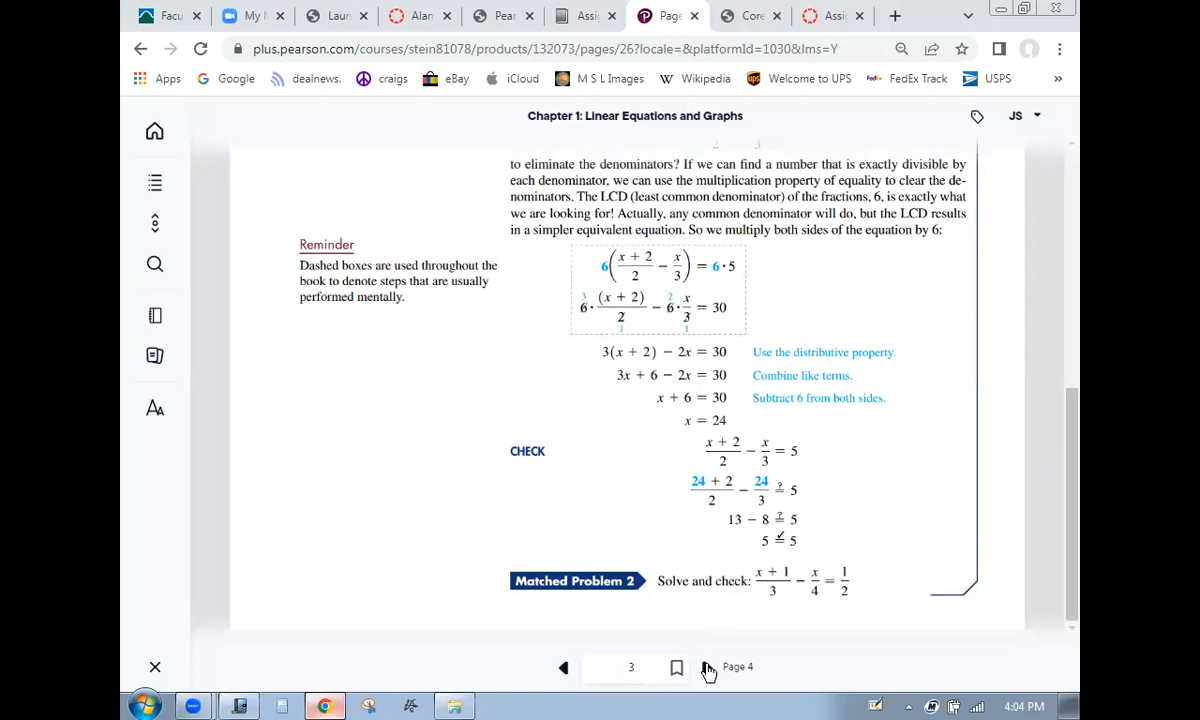 Facu My Laun Alan Pear Assig Page Core Assig
plus.pearson.com/courses/stein81078/products/132073/pages/26?locale=&platformId=1030&lms=Y
Apps Google dealnews. craigs eBay iCloud M S L Images Wikipedia Welcome to UPS FedEx Track USPS »
Chapter 1: Linear Equations and Graphs JS
2 3
to eliminate the denominators? If we can find a number that is exactly divisible by
each denominator, we can use the multiplication property of equality to clear the de-
nominators. The LCD (least common denominator) of the fractions, 6, is exactly what
we are looking for! Actually, any common denominator will do, but the LCD results
in a simpler equivalent equation. So we multiply both sides of the equation by 6:
Reminder
Dashed boxes are used throughout the
book to denote steps that are usually
performed mentally.
6((x + 2)/2 − x/3) = 6 · 5
3 2
6 · (x + 2)/2 − 6 · x/3 = 30
1 1
3(x + 2) − 2x = 30 Use the distributive property.
3x + 6 − 2x = 30 Combine like terms.
x + 6 = 30 Subtract 6 from both sides.
x = 24
CHECK (x + 2)/2 − x/3 = 5
(24 + 2)/2 − 24/3 ≟ 5
13 − 8 ≟ 5
5 ✓= 5
Matched Problem 2 Solve and check: (x + 1)/3 − x/4 = 1/2
3 Page 4
4:04 PM